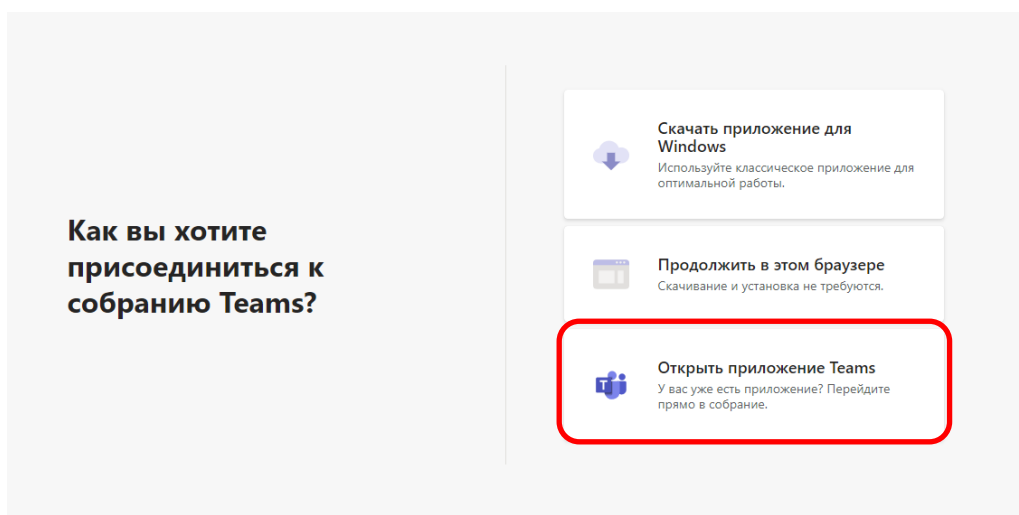 Как вы хотите
присоединиться к
собранию Teams?
Скачать приложение для
Windows
Используйте классическое приложение для
оптимальной работы.
Продолжить в этом браузере
Скачивание и установка не требуются.
Открыть приложение Teams
У вас уже есть приложение? Перейдите
прямо в собрание.